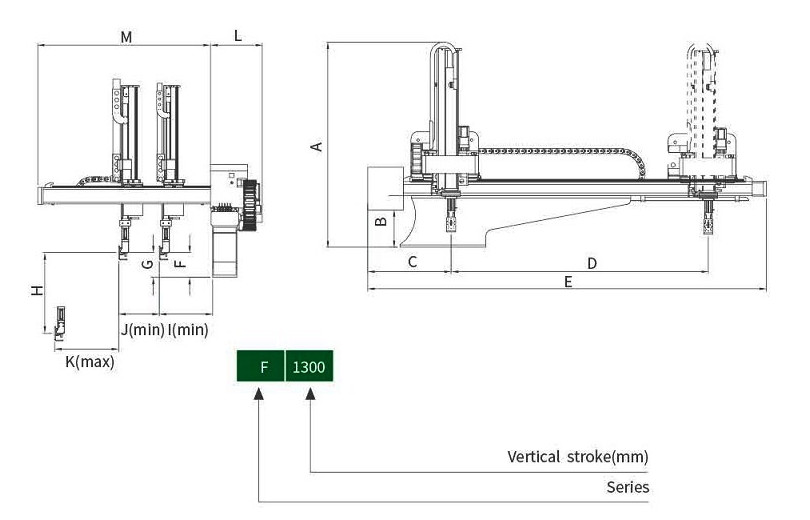 M
L
A
B
C
D
E
G
F
H
J(min)
I(min)
K(max)
F
1300
Vertical stroke(mm)
Series